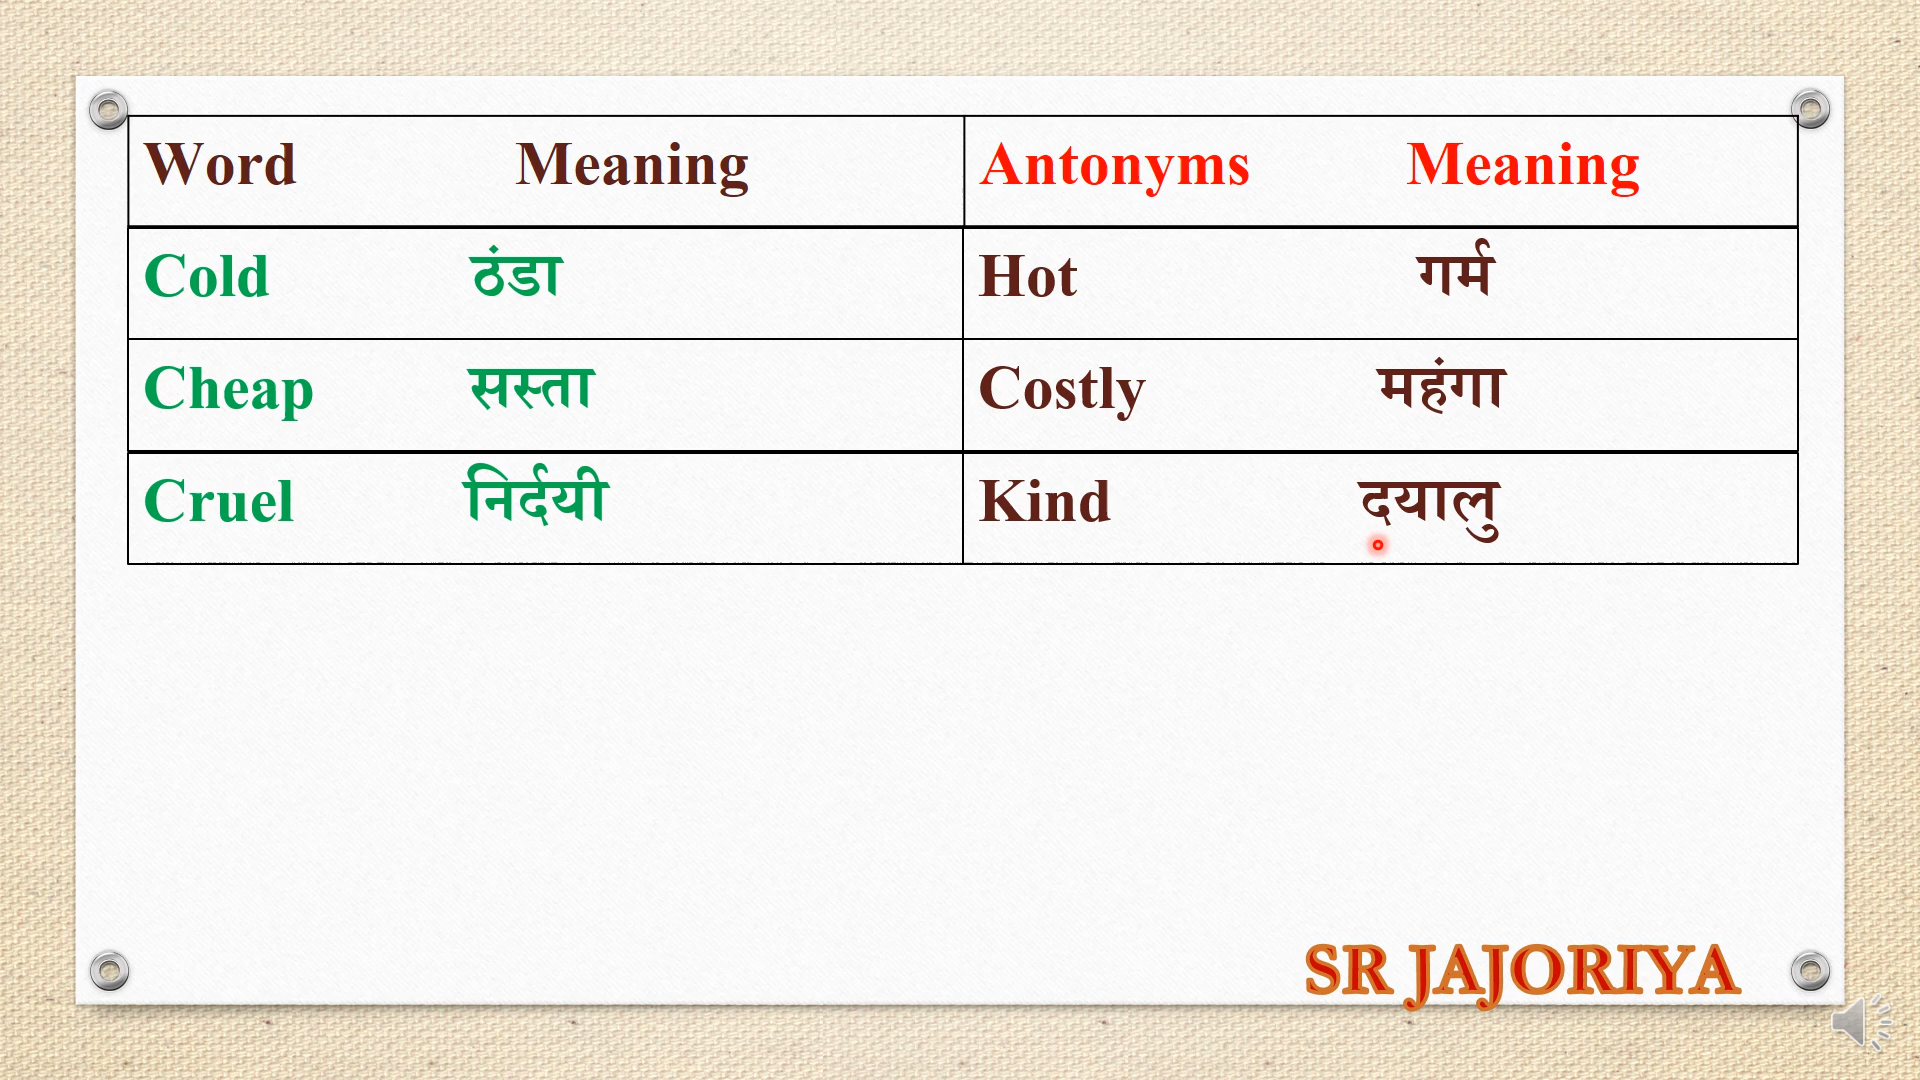 Word Meaning Antonyms Meaning
Cold ठंडा Hot गर्म
Cheap सस्ता Costly महंगा
Cruel निर्दयी Kind दयालु
SR JAJORIYA